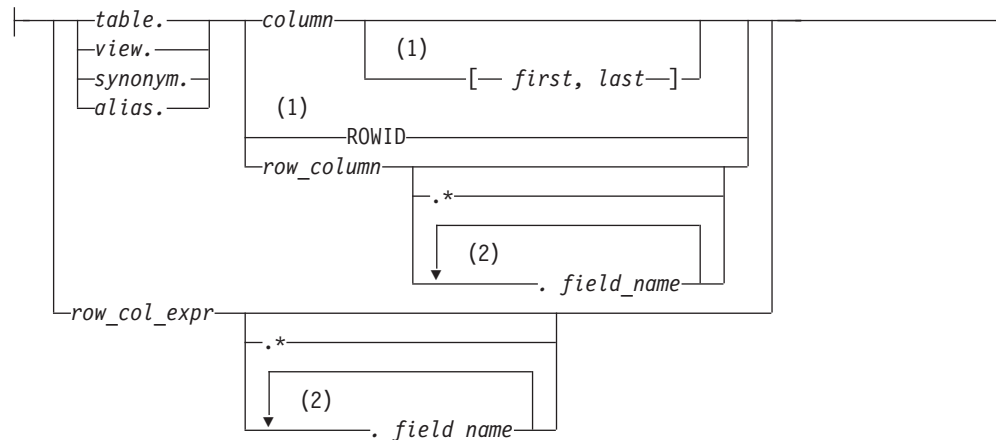 table. column
view. (1)
synonym. [ first, last ]
alias. (1)
ROWID
row_column
.*
(2)
. field_name
row_col_expr
.*
(2)
. field name